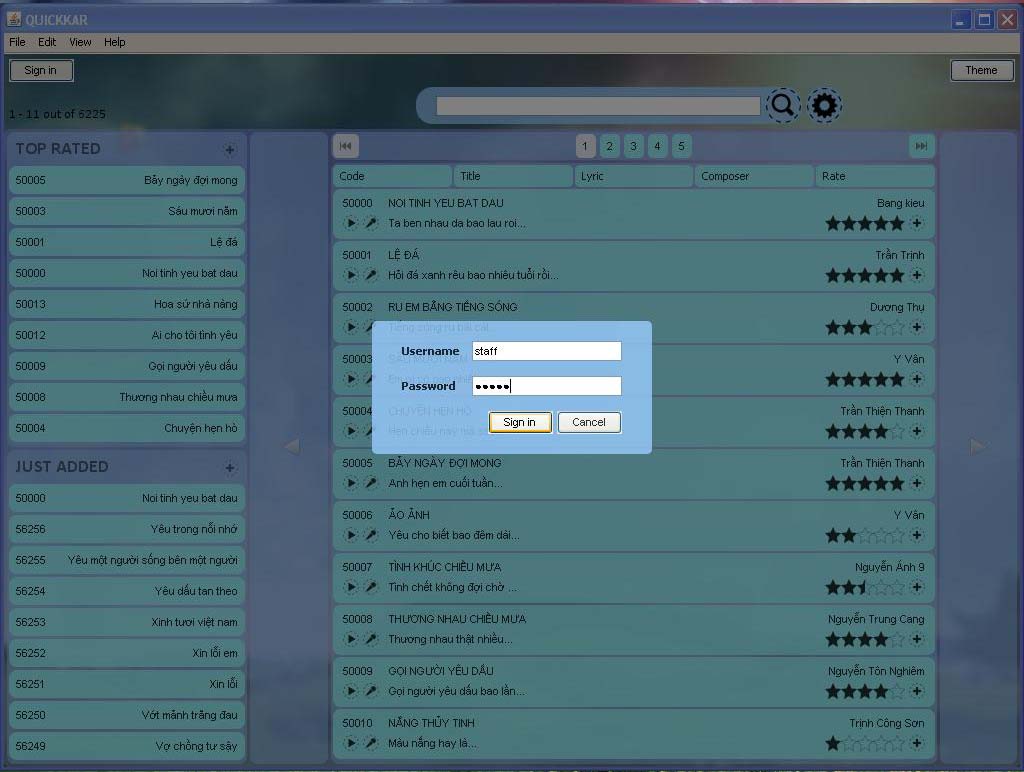 QUICKKAR
File Edit View Help
Sign in
Theme
1 - 11 out of 6225
TOP RATED +
50005 Bảy ngày đợi mong
50003 Sáu mươi năm
50001 Lệ đá
50000 Noi tinh yeu bat dau
50013 Hoa sứ nhà nàng
50012 Ai cho tôi tình yêu
50009 Gọi người yêu dấu
50008 Thương nhau chiều mưa
50004 Chuyện hẹn hò
JUST ADDED +
50000 Noi tinh yeu bat dau
56256 Yêu trong nỗi nhớ
56255 Yêu một người sống bên một người
56254 Yêu dấu tan theo
56253 Xinh tươi việt nam
56252 Xin lỗi em
56251 Xin lỗi
56250 Vớt mảnh trăng đau
56249 Vợ chồng tư sậy
1 2 3 4 5
Code Title Lyric Composer Rate
50000 NOI TINH YEU BAT DAU Bang kieu
Ta ben nhau da bao lau roi...
50001 LỆ ĐÁ Trần Trịnh
Hỏi đá xanh rêu bao nhiêu tuổi rồi...
50002 RU EM BẰNG TIẾNG SÓNG Dương Thụ
Tiếng sóng ru bãi cát
50003 Y Vân
50004 CHUYỆN HẸN HÒ Trần Thiện Thanh
Hẹn chiều nay mà
50005 BẢY NGÀY ĐỢI MONG Trần Thiện Thanh
Anh hẹn em cuối tuần...
50006 ẢO ẢNH Y Vân
Yêu cho biết bao đêm dài...
50007 TÌNH KHÚC CHIỀU MƯA Nguyễn Ánh 9
Tình chết không đợi chờ ...
50008 THƯƠNG NHAU CHIỀU MƯA Nguyễn Trung Cang
Thương nhau thật nhiều...
50009 GỌI NGƯỜI YÊU DẤU Nguyễn Tôn Nghiêm
Gọi người yêu dấu bao lần...
50010 NẮNG THỦY TINH Trịnh Công Sơn
Màu nắng hay là...
Username staff
Password •••••
Sign in Cancel